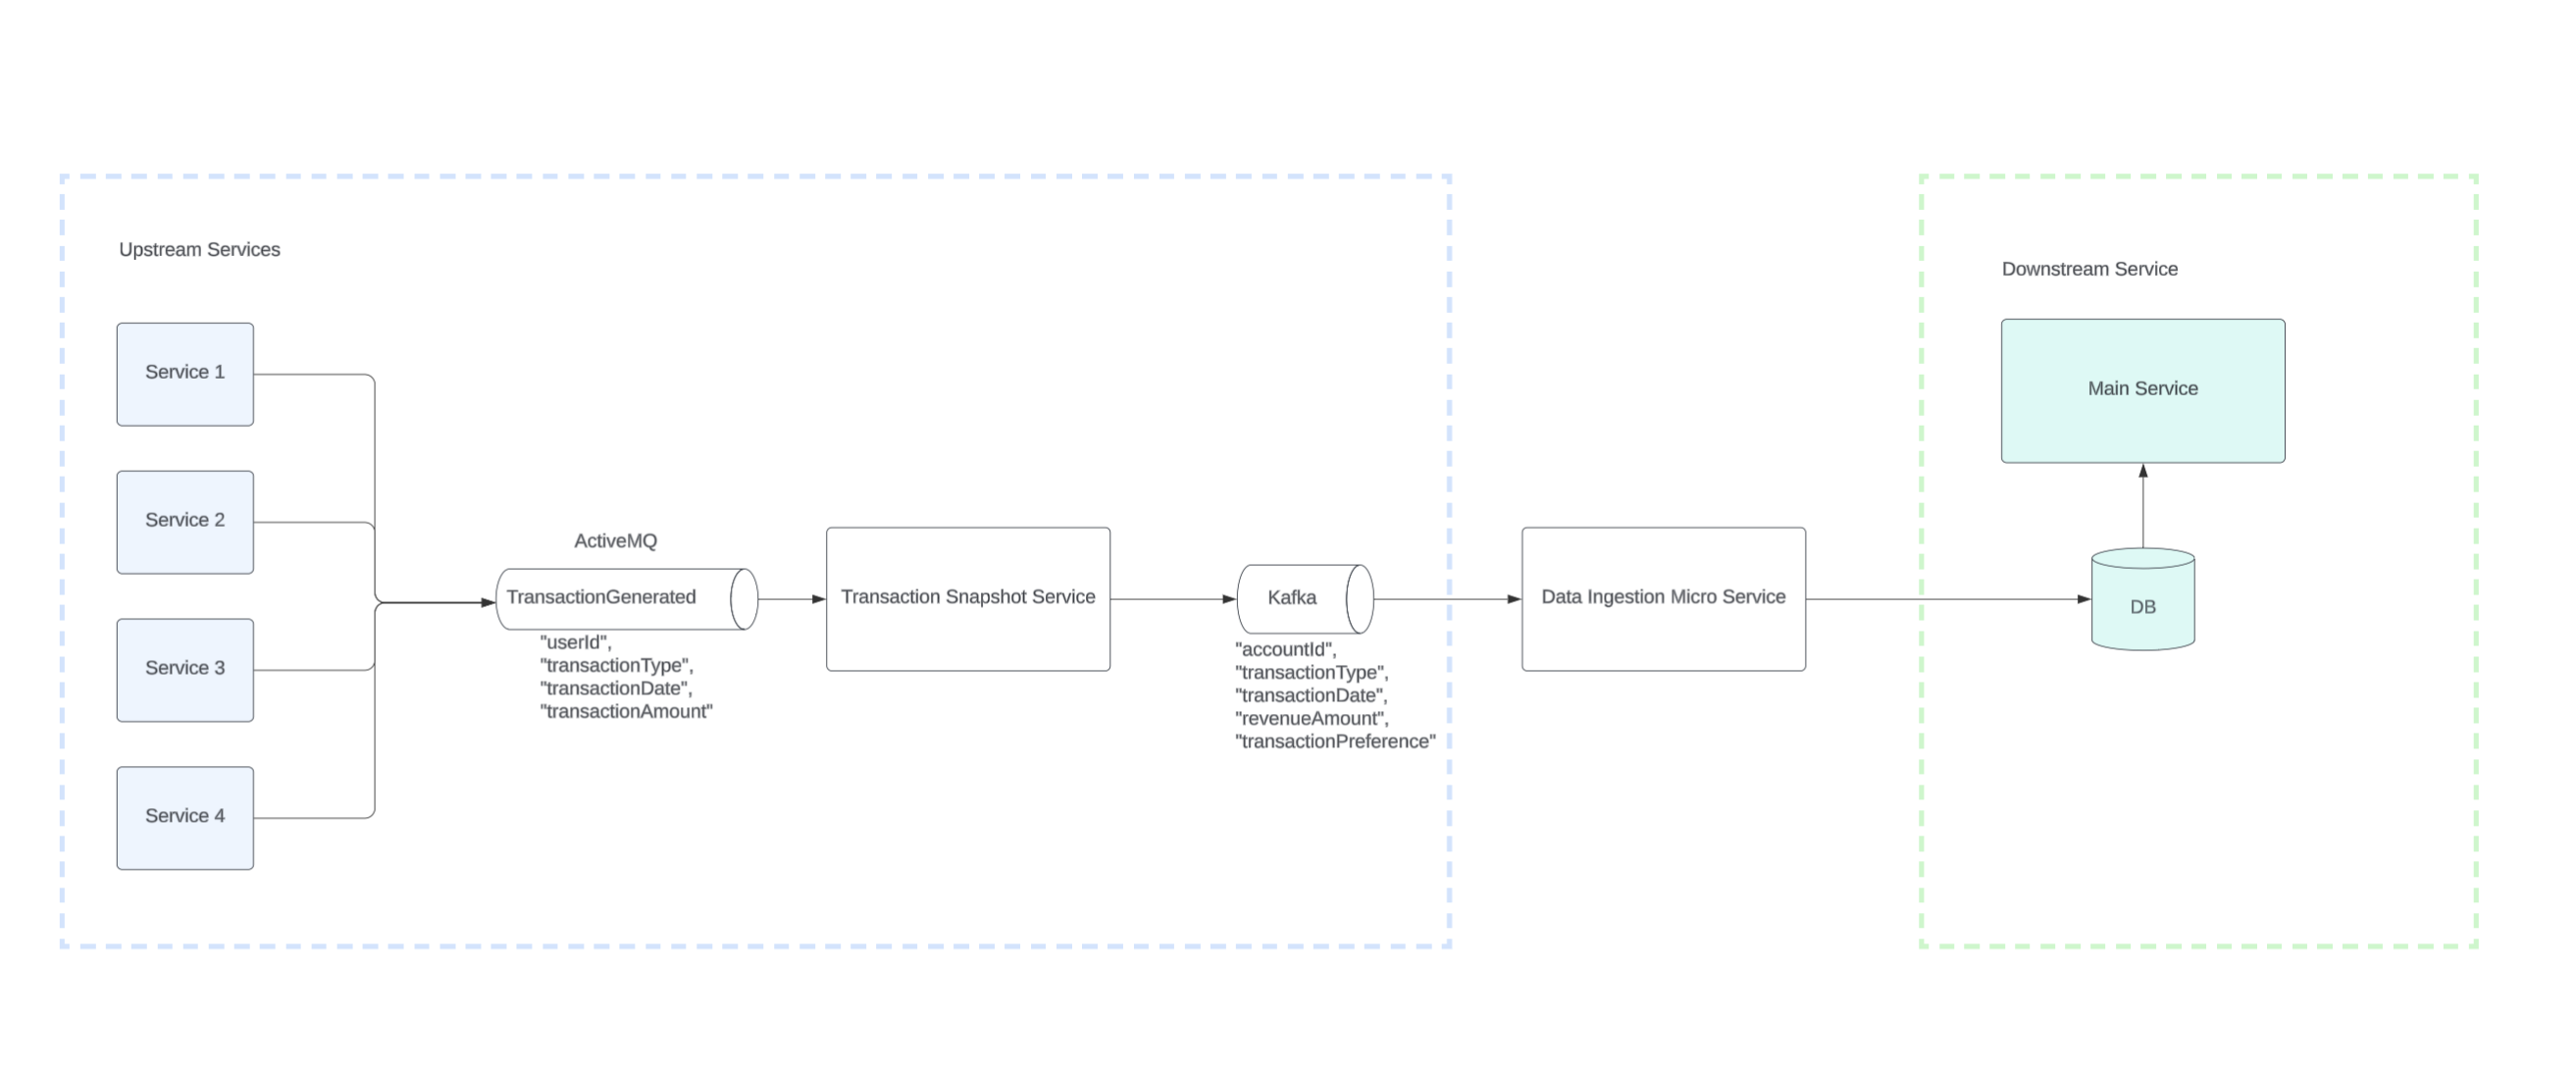 Upstream Services
Service 1
Service 2
Service 3
Service 4
ActiveMQ
TransactionGenerated
"userId",
"transactionType",
"transactionDate",
"transactionAmount"
Transaction Snapshot Service
Kafka
"accountId",
"transactionType",
"transactionDate",
"revenueAmount",
"transactionPreference"
Data Ingestion Micro Service
Downstream Service
Main Service
DB